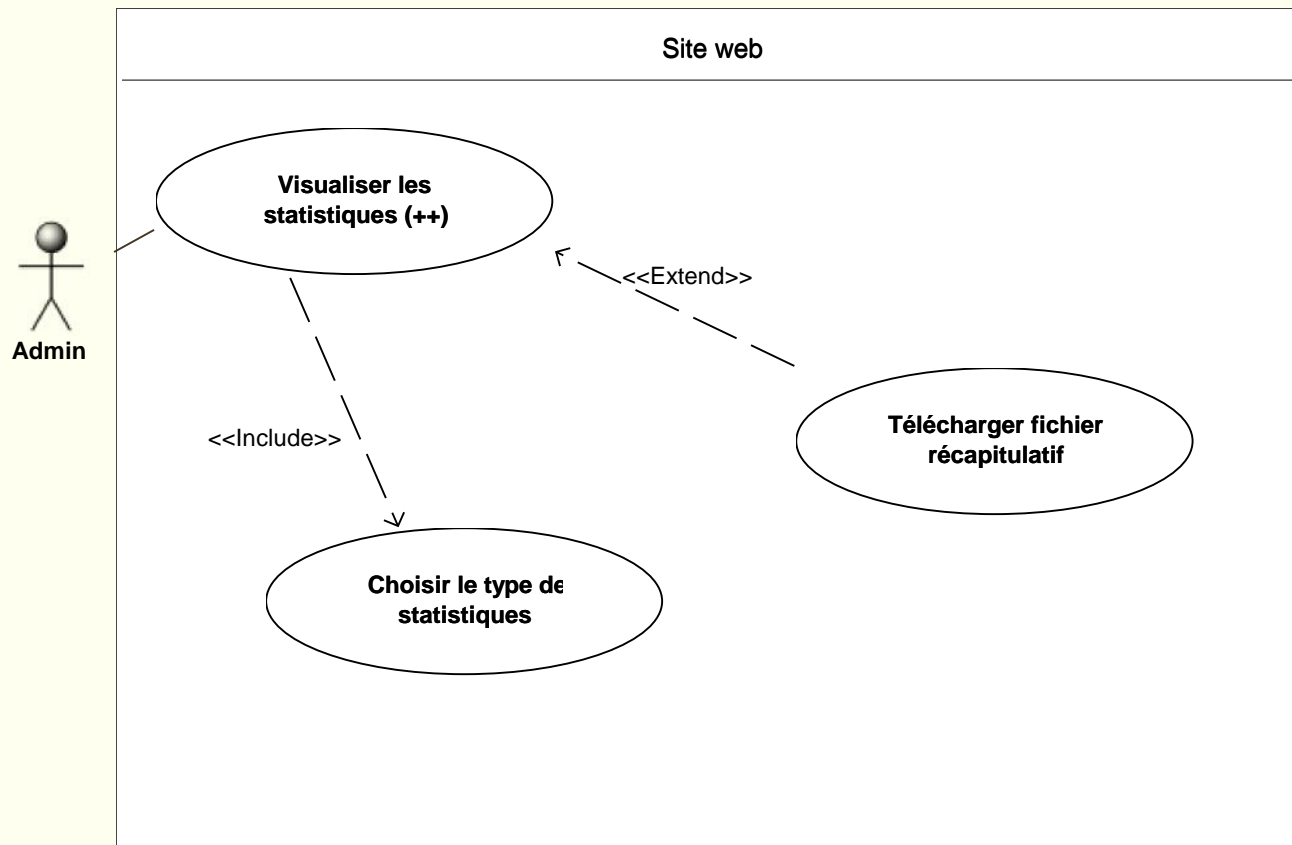 Site web
Visualiser les
statistiques (++)
<<Extend>>
Admin
Télécharger fichier
récapitulatif
<<Include>>
Choisir le type de
statistiques